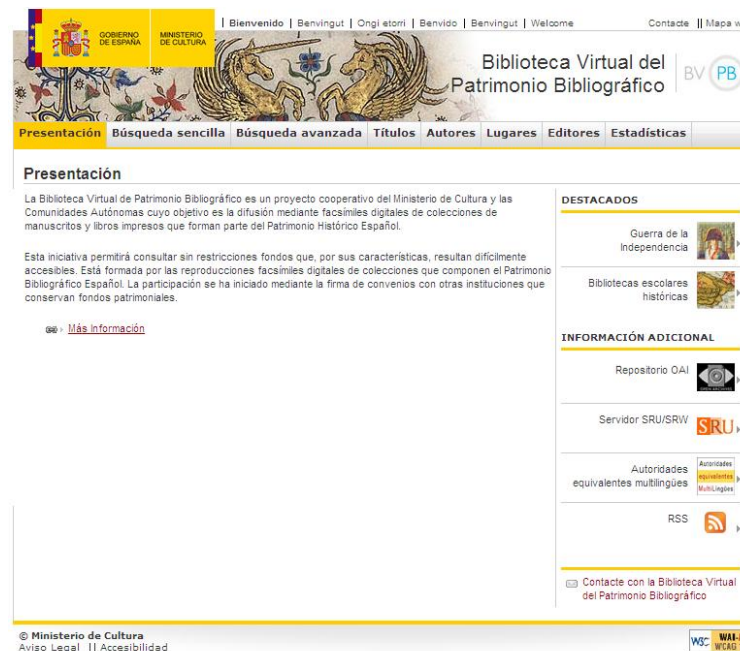 GOBIERNO DE ESPAÑA
MINISTERIO DE CULTURA
| Bienvenido | Benvingut | Ongi etorri | Benvido | Benvingut | Welcome
Contacte || Mapa w
Biblioteca Virtual del
Patrimonio Bibliográfico
BV PB
Presentación Búsqueda sencilla Búsqueda avanzada Títulos Autores Lugares Editores Estadísticas
Presentación
La Biblioteca Virtual de Patrimonio Bibliográfico es un proyecto cooperativo del Ministerio de Cultura y las
Comunidades Autónomas cuyo objetivo es la difusión mediante facsímiles digitales de colecciones de
manuscritos y libros impresos que forman parte del Patrimonio Histórico Español.
Esta iniciativa permitirá consultar sin restricciones fondos que, por sus características, resultan difícilmente
accesibles. Está formada por las reproducciones facsímiles digitales de colecciones que componen el Patrimonio
Bibliográfico Español. La participación se ha iniciado mediante la firma de convenios con otras instituciones que
conservan fondos patrimoniales.
Más Información
DESTACADOS
Guerra de la
Independencia
Bibliotecas escolares
históricas
INFORMACIÓN ADICIONAL
Repositorio OAI
Servidor SRU/SRW
SRU
Autoridades
equivalentes multilingües
Autoridades
equivalentes
MultiLingües
RSS
Contacte con la Biblioteca Virtual
del Patrimonio Bibliográfico
© Ministerio de Cultura
Aviso Legal || Accesibilidad
W3C WAI-
WCAG